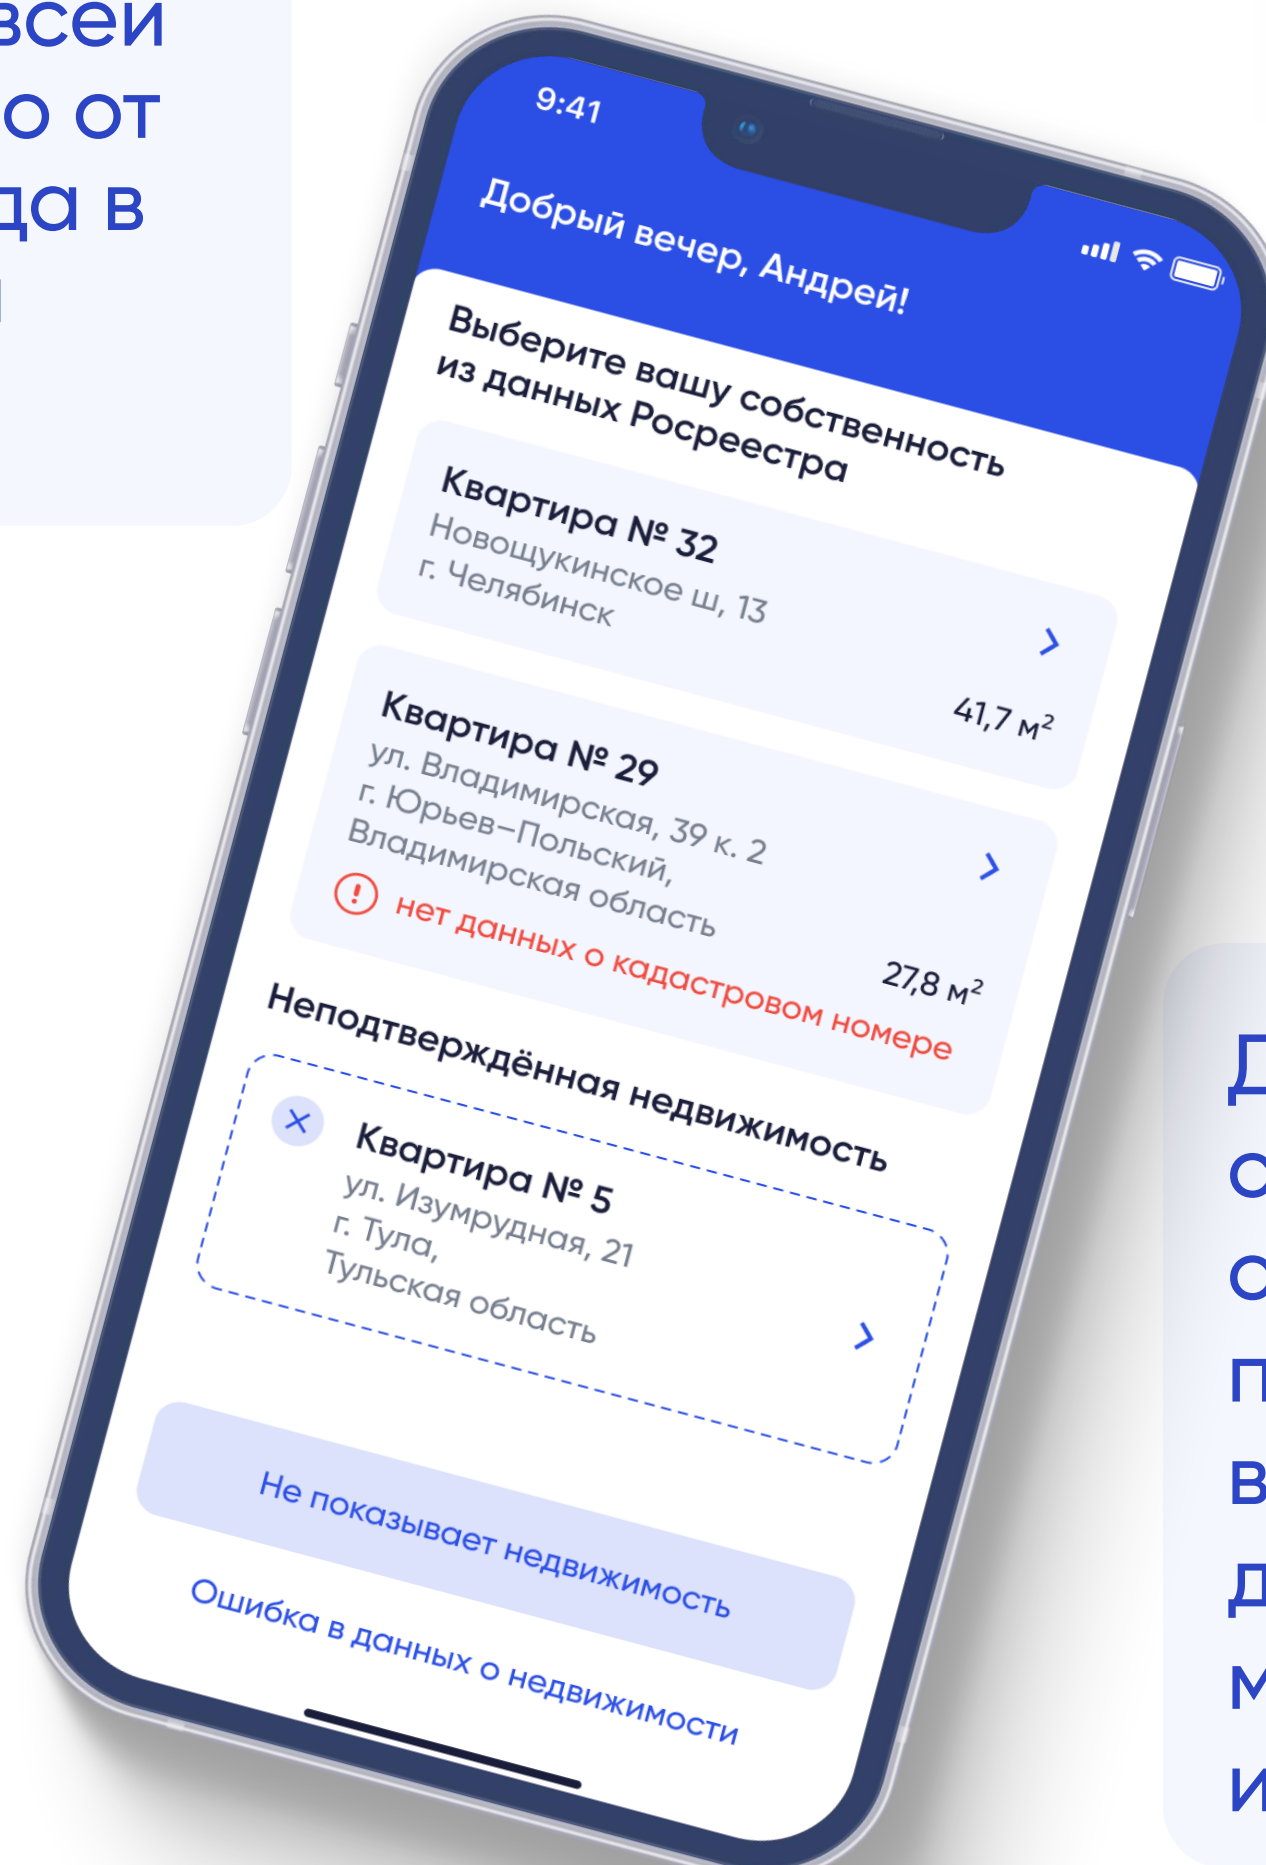 всей
о от
да в
9:41
Добрый вечер, Андрей!
Выберите вашу собственность
из данных Росреестра
Квартира № 32
Новощукинское ш, 13
г. Челябинск
41,7 м²
Квартира № 29
ул. Владимирская, 39 к. 2
г. Юрьев–Польский,
Владимирская область
27,8 м²
нет данных о кадастровом номере
Неподтверждённая недвижимость
Квартира № 5
ул. Изумрудная, 21
г. Тула,
Тульская область
Не показывает недвижимость
Ошибка в данных о недвижимости